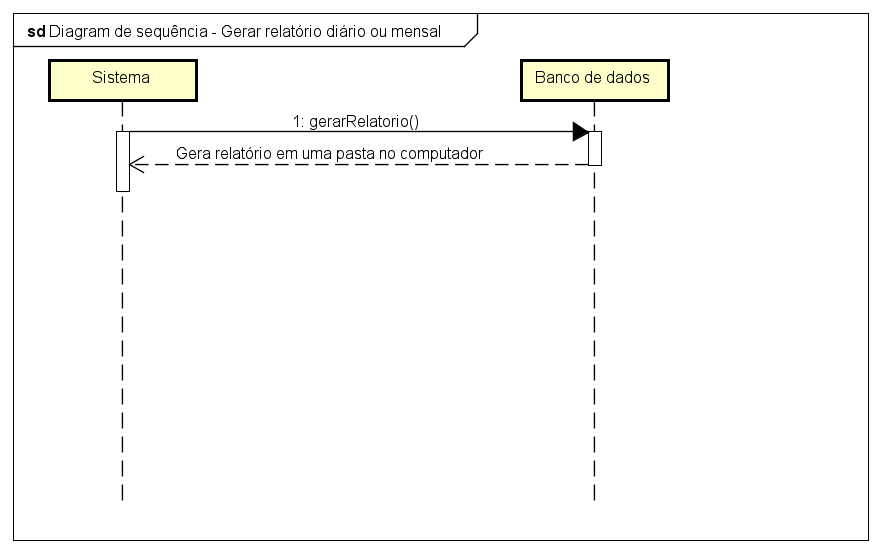 sd Diagram de sequência - Gerar relatório diário ou mensal
Sistema
Banco de dados
1: gerarRelatorio()
Gera relatório em uma pasta no computador